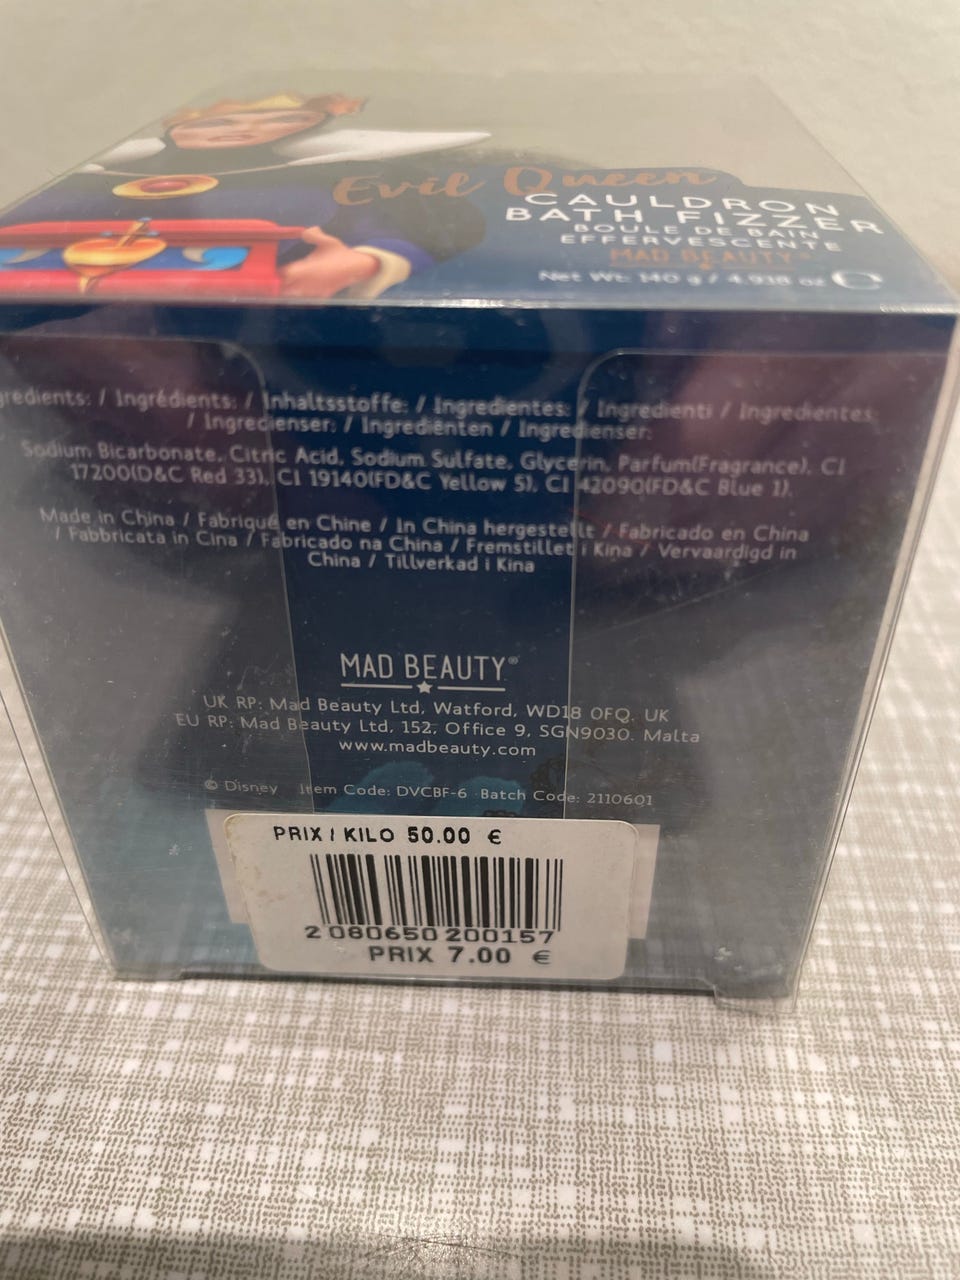 Evil Queen
CAULDRON
BATH FIZZER
BOULE DE BAIN
EFFERVESCENTE
MAD BEAUTY®
Net Wt: 140 g / 4.938 oz
gredients: / Ingrédients: / Inhaltsstoffe: / Ingredientes: / Ingredienti / Ingredientes:
/ Ingredienser: / Ingrediënten / Ingredienser:
Sodium Bicarbonate, Citric Acid, Sodium Sulfate, Glycerin, Parfum(Fragrance), CI
17200(D&C Red 33), CI 19140(FD&C Yellow 5), CI 42090(FD&C Blue 1).
Made in China / Fabriqué en Chine / In China hergestellt / Fabricado en China
/ Fabbricata in Cina / Fabricado na China / Fremstillet i Kina / Vervaardigd in
China / Tillverkad i Kina
MAD BEAUTY®
UK RP: Mad Beauty Ltd, Watford, WD18 0FQ. UK
EU RP: Mad Beauty Ltd, 152, Office 9, SGN9030. Malta
www.madbeauty.com
© Disney Item Code: DVCBF-6 Batch Code: 2110601
PRIX / KILO 50.00 €
2 080650 200157
PRIX 7.00 €